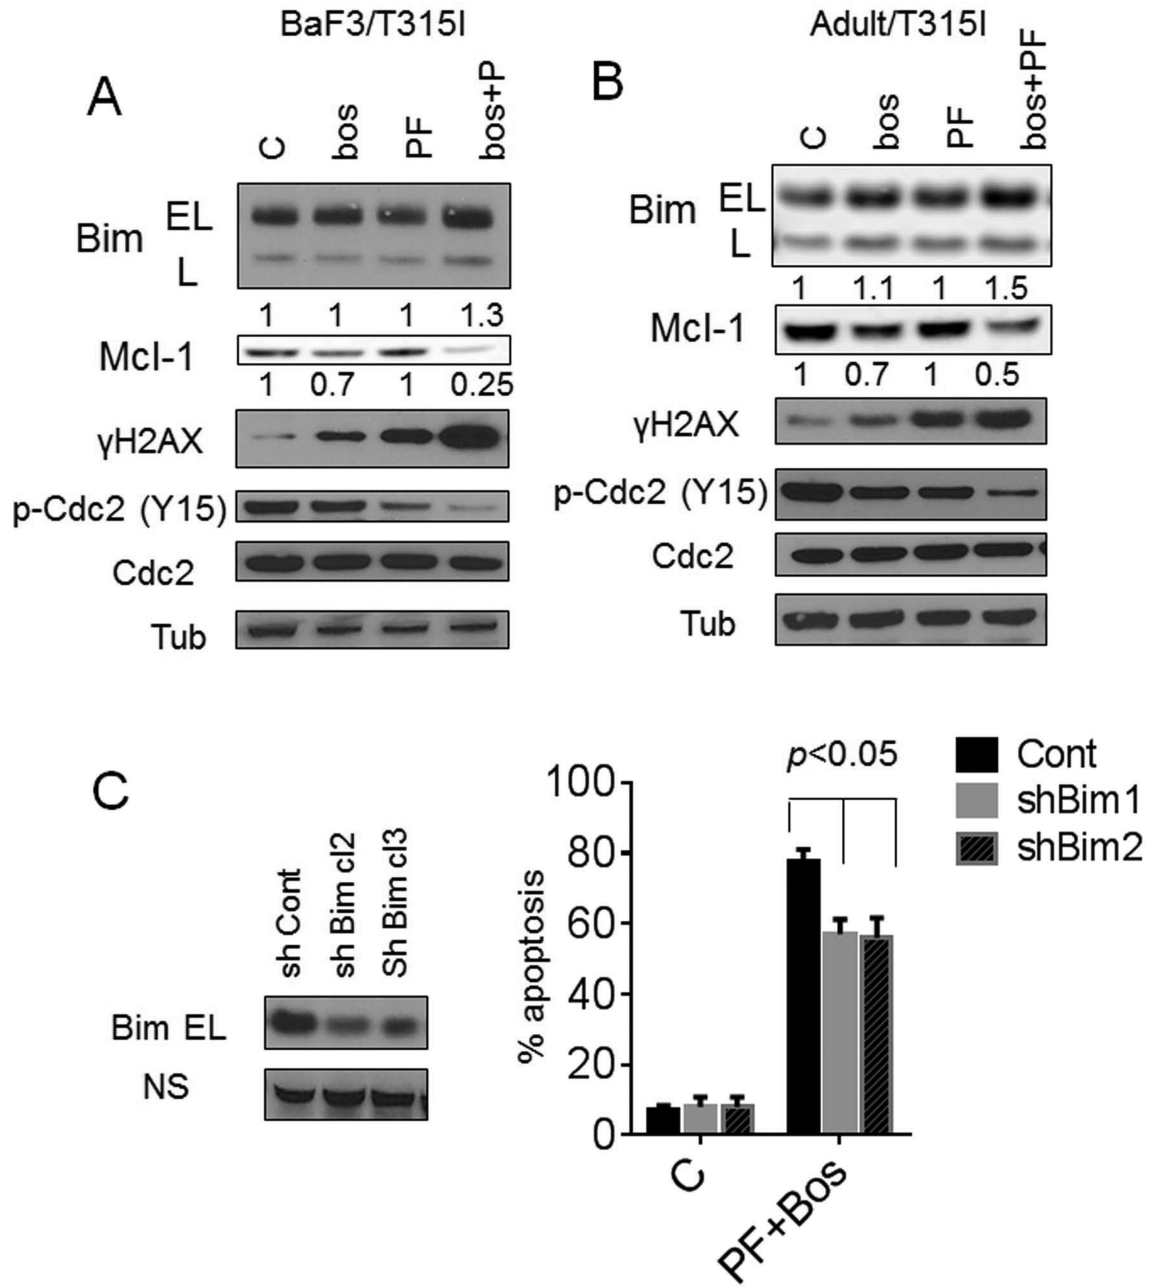 BaF3/T315I
A
C
bos
PF
bos+P
Bim
EL
L
1 1 1 1.3
Mcl-1
1 0.7 1 0.25
γH2AX
p-Cdc2 (Y15)
Cdc2
Tub
Adult/T315I
B
C
bos
PF
bos+PF
Bim
EL
L
1 1.1 1 1.5
Mcl-1
1 0.7 1 0.5
γH2AX
p-Cdc2 (Y15)
Cdc2
Tub
C
sh Cont
sh Bim cl2
Sh Bim cl3
Bim EL
NS
% apoptosis
100
80
60
40
20
0
C
PF+Bos
p<0.05
Cont
shBim1
shBim2